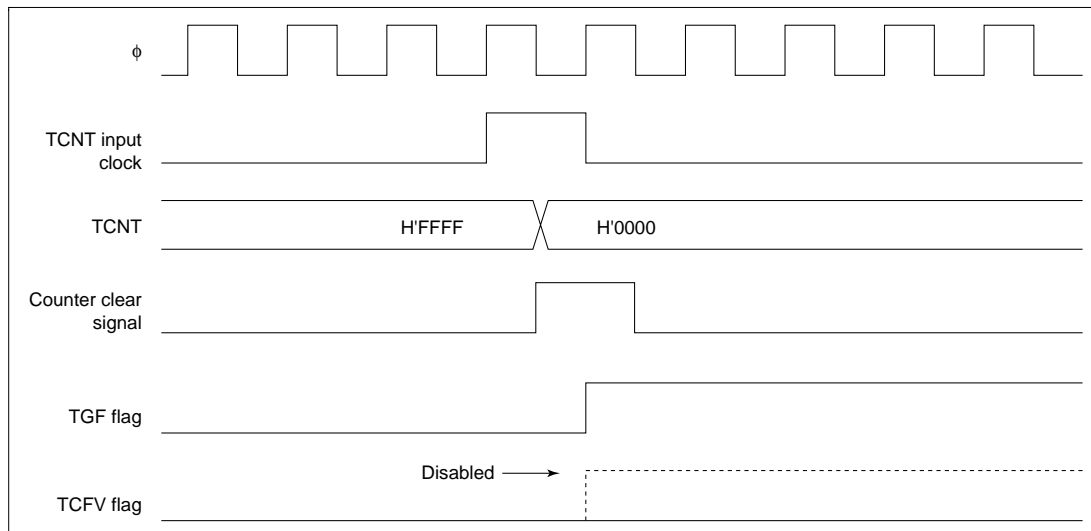 ϕ
TCNT input
clock
TCNT
H'FFFF
H'0000
Counter clear
signal
TGF flag
Disabled
TCFV flag